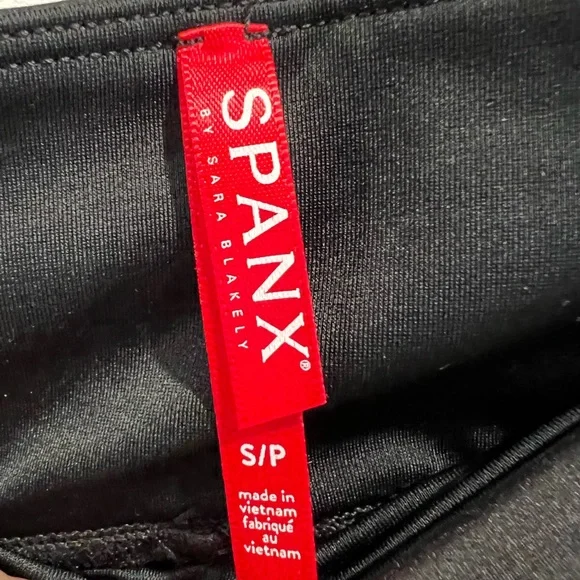 SPANX®
BY SARA BLAKELY
S/P
made in
vietnam
fabriqué
au
vietnam